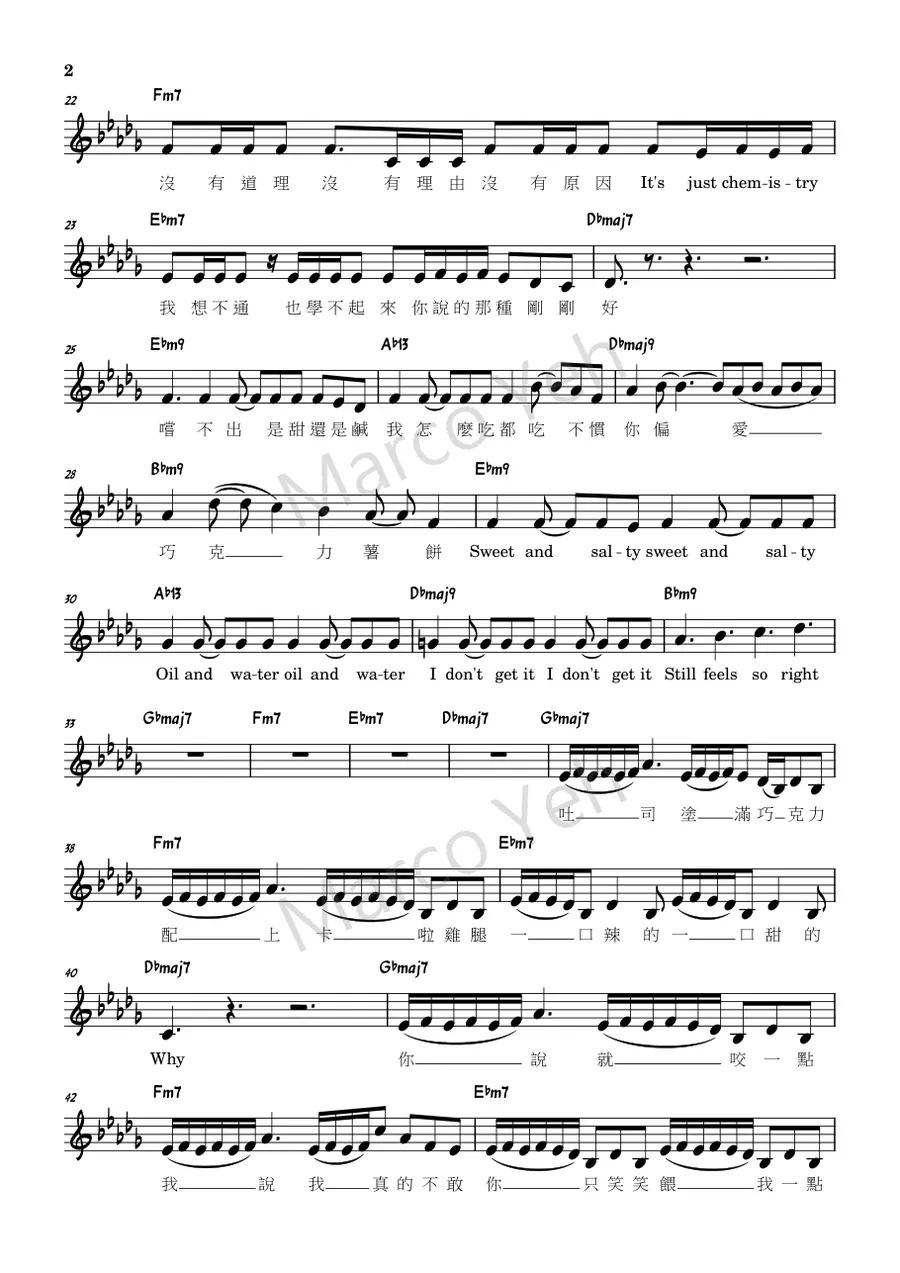 2
22 Fm7
沒有道理沒有理由沒有原因 It's just chem-is-try
23 E♭m7 D♭maj7
我想不通 也學不起來你說的那種剛剛好
25 E♭m9 A♭13 D♭maj9
嚐不出是甜還是鹹我怎麼吃都吃不慣你偏愛
28 B♭m9 E♭m9
巧克力薯餅 Sweet and sal-ty sweet and sal-ty
30 A♭13 D♭maj9 B♭m9
Oil and wa-ter oil and wa-ter I don't get it I don't get it Still feels so right
33 G♭maj7 Fm7 E♭m7 D♭maj7 G♭maj7
吐司塗滿巧克力
38 Fm7 E♭m7
配上卡啦雞腿一口辣的一口甜的
40 D♭maj7 G♭maj7
Why 你說就咬一點
42 Fm7 E♭m7
我說我真的不敢你只笑笑餵我一點
Marco Yeh
Marco Yeh